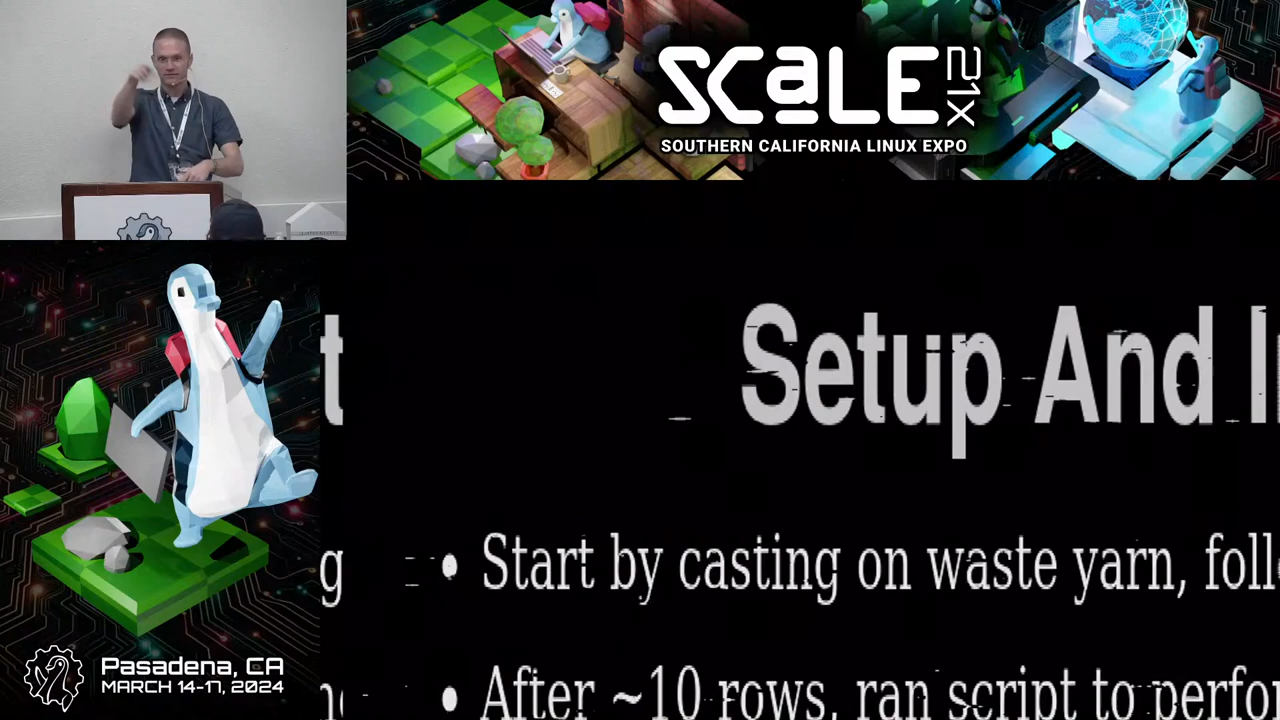 SCaLE 21x
SOUTHERN CALIFORNIA LINUX EXPO
t Setup And I
g • Start by casting on waste yarn, foll
• After ~10 rows, ran script to perfo
Pasadena, CA
MARCH 14-17, 2024